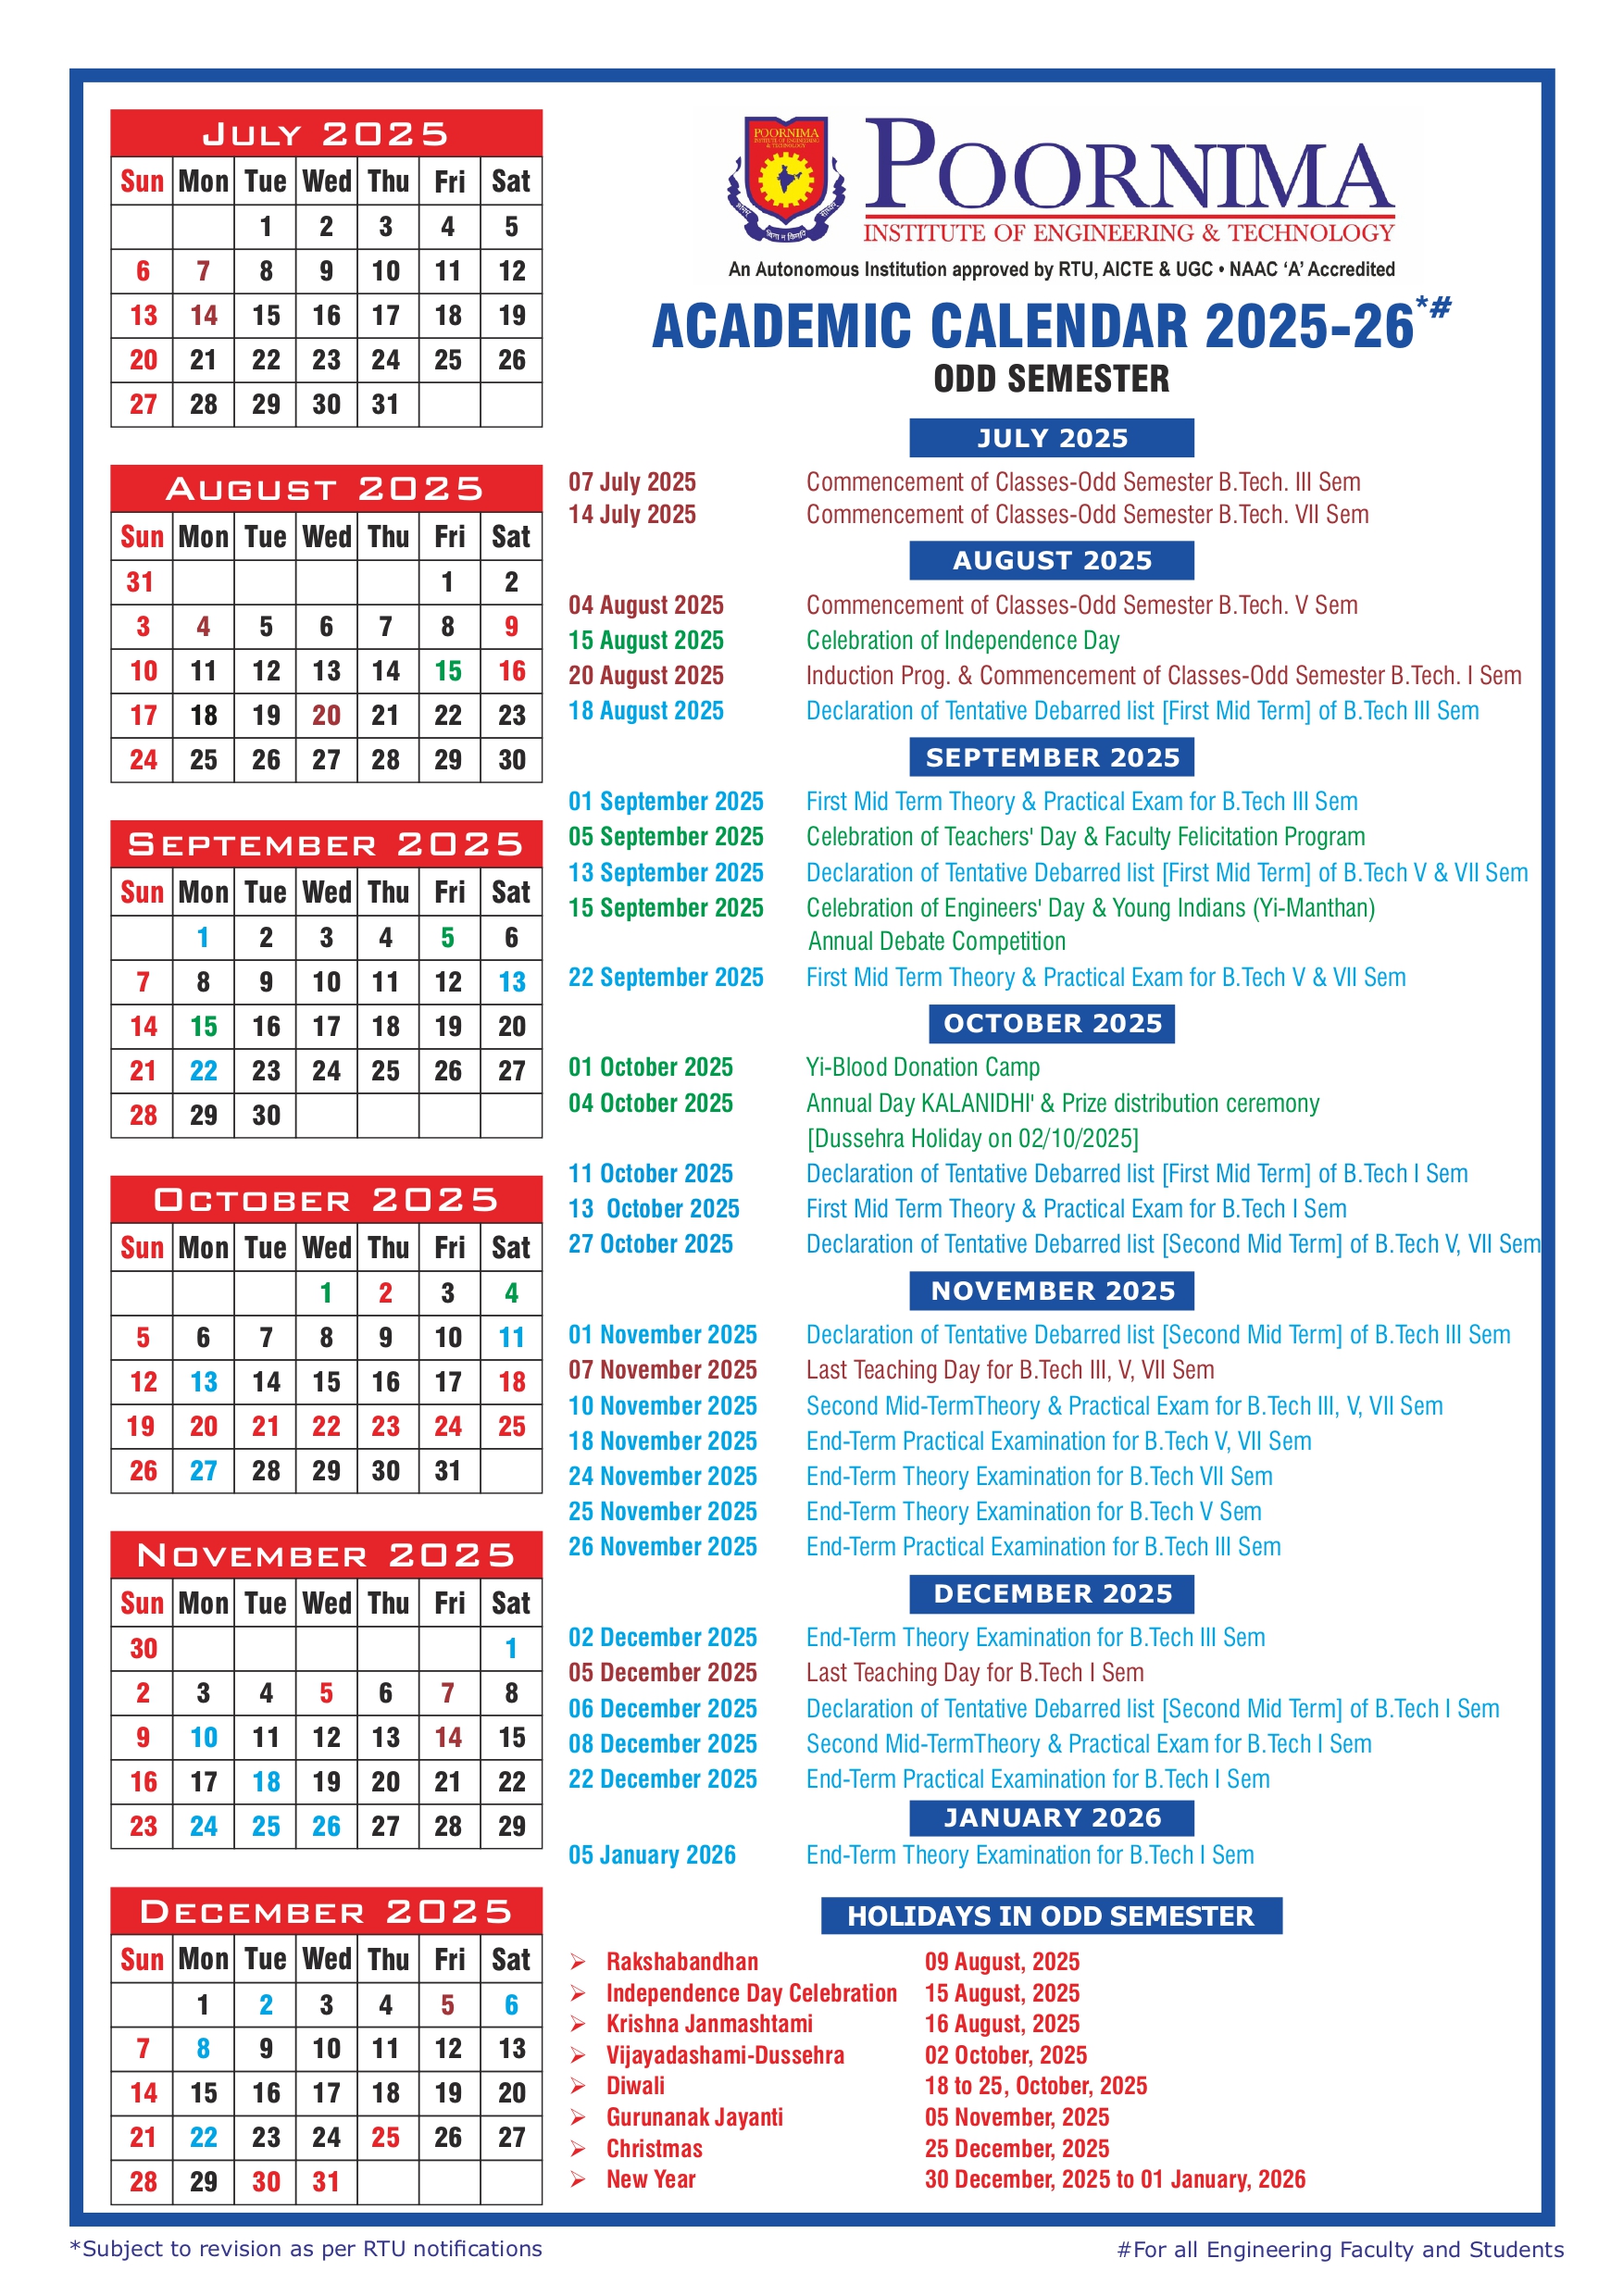 JULY 2025
Sun Mon Tue Wed Thu Fri Sat
1 2 3 4 5
6 7 8 9 10 11 12
13 14 15 16 17 18 19
20 21 22 23 24 25 26
27 28 29 30 31
AUGUST 2025
Sun Mon Tue Wed Thu Fri Sat
31 1 2
3 4 5 6 7 8 9
10 11 12 13 14 15 16
17 18 19 20 21 22 23
24 25 26 27 28 29 30
SEPTEMBER 2025
Sun Mon Tue Wed Thu Fri Sat
1 2 3 4 5 6
7 8 9 10 11 12 13
14 15 16 17 18 19 20
21 22 23 24 25 26 27
28 29 30
OCTOBER 2025
Sun Mon Tue Wed Thu Fri Sat
1 2 3 4
5 6 7 8 9 10 11
12 13 14 15 16 17 18
19 20 21 22 23 24 25
26 27 28 29 30 31
NOVEMBER 2025
Sun Mon Tue Wed Thu Fri Sat
30 1
2 3 4 5 6 7 8
9 10 11 12 13 14 15
16 17 18 19 20 21 22
23 24 25 26 27 28 29
DECEMBER 2025
Sun Mon Tue Wed Thu Fri Sat
1 2 3 4 5 6
7 8 9 10 11 12 13
14 15 16 17 18 19 20
21 22 23 24 25 26 27
28 29 30 31
POORNIMA
INSTITUTE OF ENGINEERING
& TECHNOLOGY
POORNIMA
INSTITUTE OF ENGINEERING & TECHNOLOGY
An Autonomous Institution approved by RTU, AICTE & UGC • NAAC ‘A’ Accredited
ACADEMIC CALENDAR 2025-26*#
ODD SEMESTER
JULY 2025
07 July 2025 Commencement of Classes-Odd Semester B.Tech. III Sem
14 July 2025 Commencement of Classes-Odd Semester B.Tech. VII Sem
AUGUST 2025
04 August 2025 Commencement of Classes-Odd Semester B.Tech. V Sem
15 August 2025 Celebration of Independence Day
20 August 2025 Induction Prog. & Commencement of Classes-Odd Semester B.Tech. I Sem
18 August 2025 Declaration of Tentative Debarred list [First Mid Term] of B.Tech III Sem
SEPTEMBER 2025
01 September 2025 First Mid Term Theory & Practical Exam for B.Tech III Sem
05 September 2025 Celebration of Teachers' Day & Faculty Felicitation Program
13 September 2025 Declaration of Tentative Debarred list [First Mid Term] of B.Tech V & VII Sem
15 September 2025 Celebration of Engineers' Day & Young Indians (Yi-Manthan)
Annual Debate Competition
22 September 2025 First Mid Term Theory & Practical Exam for B.Tech V & VII Sem
OCTOBER 2025
01 October 2025 Yi-Blood Donation Camp
04 October 2025 Annual Day KALANIDHI' & Prize distribution ceremony
[Dussehra Holiday on 02/10/2025]
11 October 2025 Declaration of Tentative Debarred list [First Mid Term] of B.Tech I Sem
13 October 2025 First Mid Term Theory & Practical Exam for B.Tech I Sem
27 October 2025 Declaration of Tentative Debarred list [Second Mid Term] of B.Tech V, VII Sem
NOVEMBER 2025
01 November 2025 Declaration of Tentative Debarred list [Second Mid Term] of B.Tech III Sem
07 November 2025 Last Teaching Day for B.Tech III, V, VII Sem
10 November 2025 Second Mid-TermTheory & Practical Exam for B.Tech III, V, VII Sem
18 November 2025 End-Term Practical Examination for B.Tech V, VII Sem
24 November 2025 End-Term Theory Examination for B.Tech VII Sem
25 November 2025 End-Term Theory Examination for B.Tech V Sem
26 November 2025 End-Term Practical Examination for B.Tech III Sem
DECEMBER 2025
02 December 2025 End-Term Theory Examination for B.Tech III Sem
05 December 2025 Last Teaching Day for B.Tech I Sem
06 December 2025 Declaration of Tentative Debarred list [Second Mid Term] of B.Tech I Sem
08 December 2025 Second Mid-TermTheory & Practical Exam for B.Tech I Sem
22 December 2025 End-Term Practical Examination for B.Tech I Sem
JANUARY 2026
05 January 2026 End-Term Theory Examination for B.Tech I Sem
HOLIDAYS IN ODD SEMESTER
➢ Rakshabandhan 09 August, 2025
➢ Independence Day Celebration 15 August, 2025
➢ Krishna Janmashtami 16 August, 2025
➢ Vijayadashami-Dussehra 02 October, 2025
➢ Diwali 18 to 25, October, 2025
➢ Gurunanak Jayanti 05 November, 2025
➢ Christmas 25 December, 2025
➢ New Year 30 December, 2025 to 01 January, 2026
*Subject to revision as per RTU notifications
#For all Engineering Faculty and Students